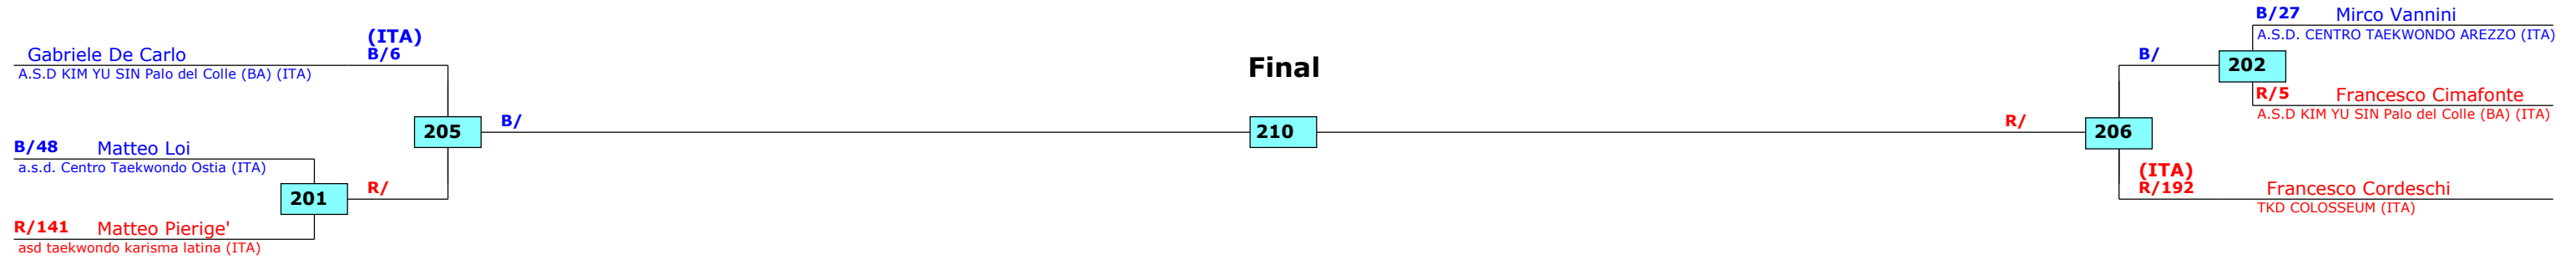 (ITA)
Gabriele De Carlo B/6
A.S.D KIM YU SIN Palo del Colle (BA) (ITA)
205 B/
B/48 Matteo Loi
a.s.d. Centro Taekwondo Ostia (ITA)
201 R/
R/141 Matteo Pierige'
asd taekwondo karisma latina (ITA)
Final
210
B/27 Mirco Vannini
A.S.D. CENTRO TAEKWONDO AREZZO (ITA)
B/ 202
R/5 Francesco Cimafonte
A.S.D KIM YU SIN Palo del Colle (BA) (ITA)
R/ 206
(ITA)
R/192 Francesco Cordeschi
TKD COLOSSEUM (ITA)